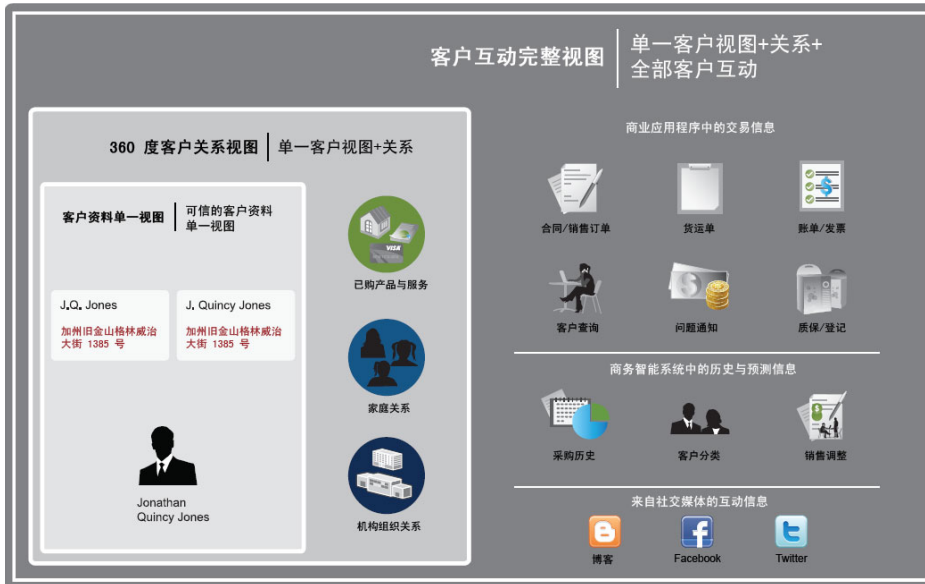 客户互动完整视图
单一客户视图+关系+
全部客户互动
360 度客户关系视图
单一客户视图+关系
客户资料单一视图
可信的客户资料
单一视图
J.Q. Jones
加州旧金山格林威治
大街 1385 号
J. Quincy Jones
加州旧金山格林威治
大街 1385 号
Jonathan
Quincy Jones
VISA
已购产品与服务
家庭关系
机构组织关系
商业应用程序中的交易信息
合同/销售订单
货运单
账单/发票
客户查询
问题通知
质保/登记
商务智能系统中的历史与预测信息
采购历史
客户分类
销售调整
来自社交媒体的互动信息
博客
Facebook
Twitter